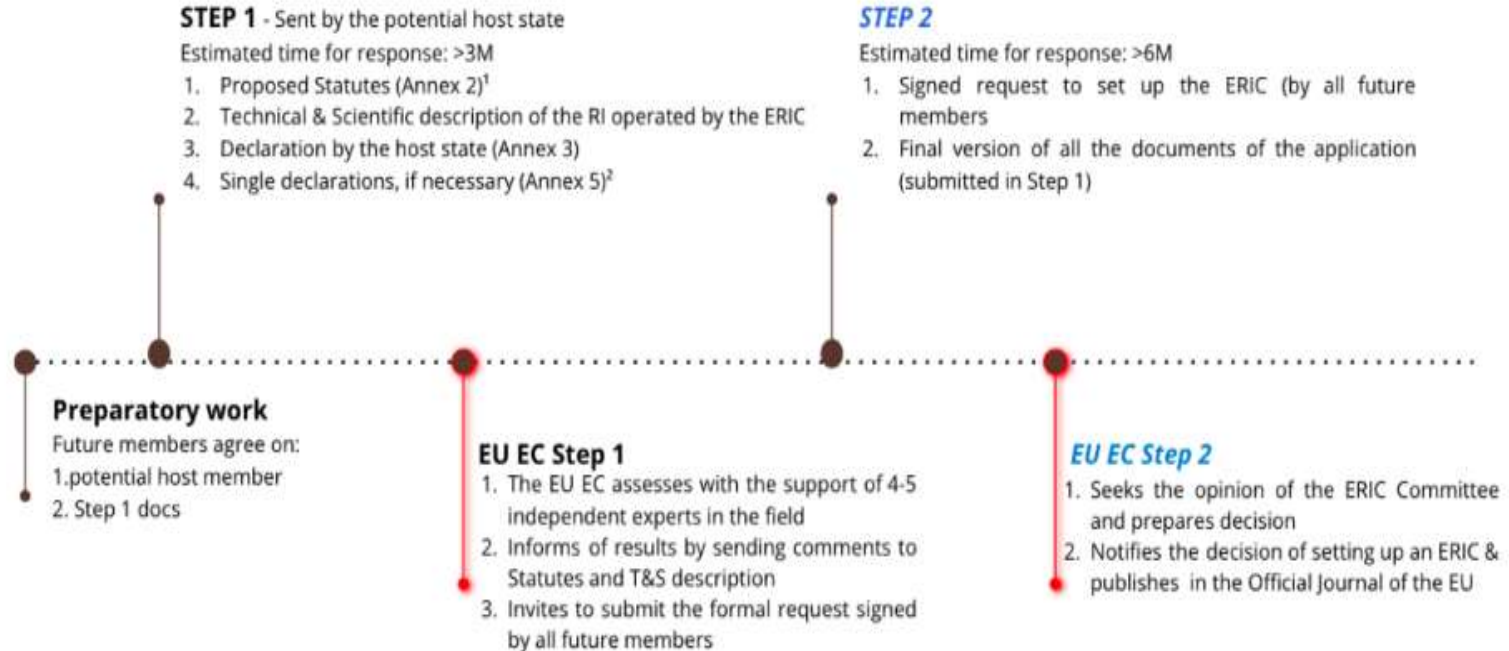 STEP 1 - Sent by the potential host state
Estimated time for response: >3M
1. Proposed Statutes (Annex 2)¹
2. Technical & Scientific description of the RI operated by the ERIC
3. Declaration by the host state (Annex 3)
4. Single declarations, if necessary (Annex 5)²
STEP 2
Estimated time for response: >6M
1. Signed request to set up the ERIC (by all future
members
2. Final version of all the documents of the application
(submitted in Step 1)
Preparatory work
Future members agree on:
1.potential host member
2. Step 1 docs
EU EC Step 1
1. The EU EC assesses with the support of 4-5
independent experts in the field
2. Informs of results by sending comments to
Statutes and T&S description
3. Invites to submit the formal request signed
by all future members
EU EC Step 2
1. Seeks the opinion of the ERIC Committee
and prepares decision
2. Notifies the decision of setting up an ERIC &
publishes in the Official Journal of the EU